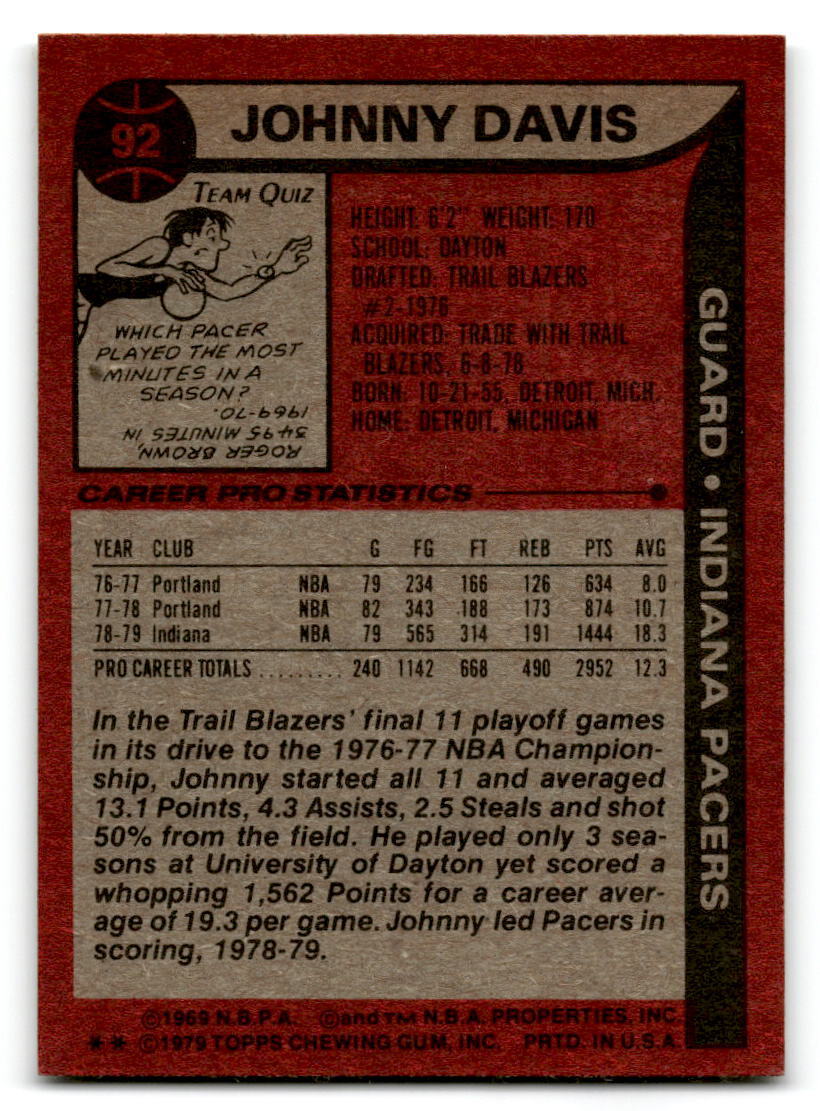 92
JOHNNY DAVIS
TEAM QUIZ
WHICH PACER
PLAYED THE MOST
MINUTES IN A
SEASON?
ROGER BROWN,
3495 MINUTES IN
1969-70.
HEIGHT: 6'2" WEIGHT: 170
SCHOOL: DAYTON
DRAFTED: TRAIL BLAZERS
#2-1976
ACQUIRED: TRADE WITH TRAIL
BLAZERS, 6-8-78
BORN: 10-21-55, DETROIT, MICH.
HOME: DETROIT, MICHIGAN
GUARD • INDIANA PACERS
CAREER PRO STATISTICS
YEAR CLUB G FG FT REB PTS AVG
76-77 Portland NBA 79 234 166 126 634 8.0
77-78 Portland NBA 82 343 188 173 874 10.7
78-79 Indiana NBA 79 565 314 191 1444 18.3
PRO CAREER TOTALS ......... 240 1142 668 490 2952 12.3
In the Trail Blazers' final 11 playoff games
in its drive to the 1976-77 NBA Champion-
ship, Johnny started all 11 and averaged
13.1 Points, 4.3 Assists, 2.5 Steals and shot
50% from the field. He played only 3 sea-
sons at University of Dayton yet scored a
whopping 1,562 Points for a career aver-
age of 19.3 per game. Johnny led Pacers in
scoring, 1978-79.
©1969 N.B.P.A. ©and TM N.B.A. PROPERTIES, INC
** ©1979 TOPPS CHEWING GUM, INC. PRTD. IN U.S.A